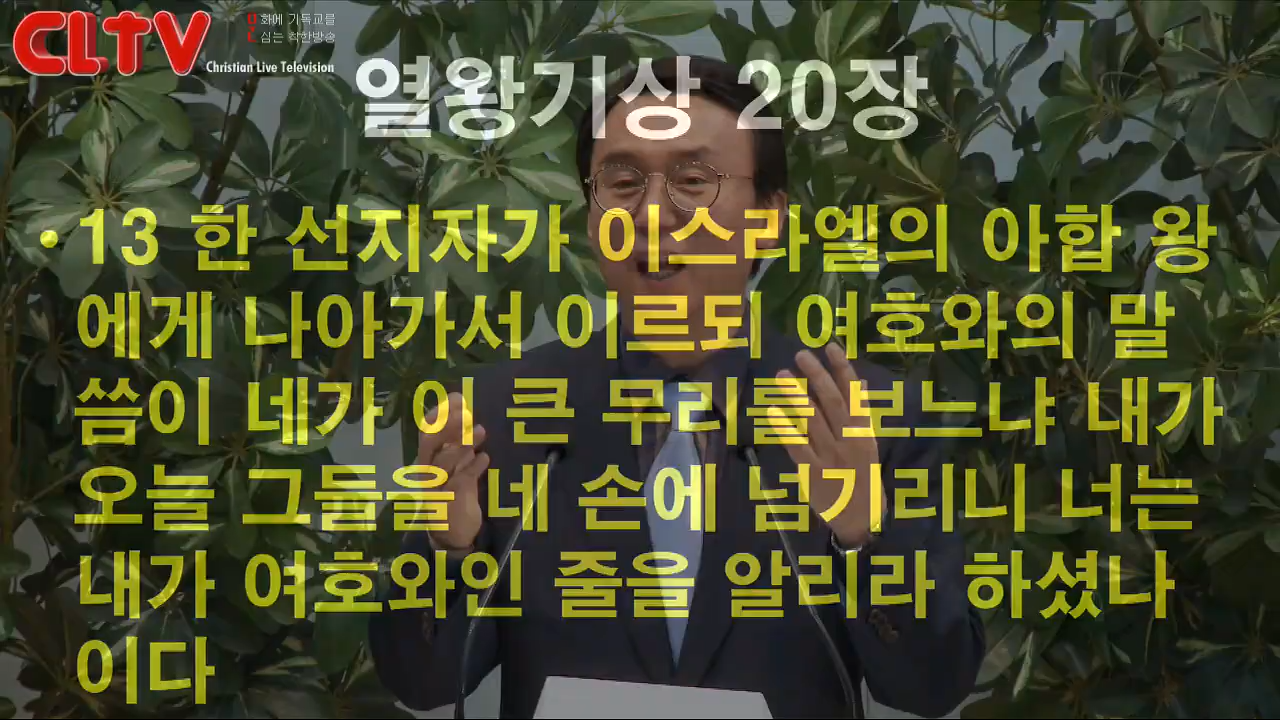 CLTV
문화에 기독교를
심는 착한방송
Christian Live Television
열왕기상 20장
• 13 한 선지자가 이스라엘의 아합 왕
에게 나아가서 이르되 여호와의 말
씀이 네가 이 큰 무리를 보느냐 내가
오늘 그들을 네 손에 넘기리니 너는
내가 여호와인 줄을 알리라 하셨나
이다